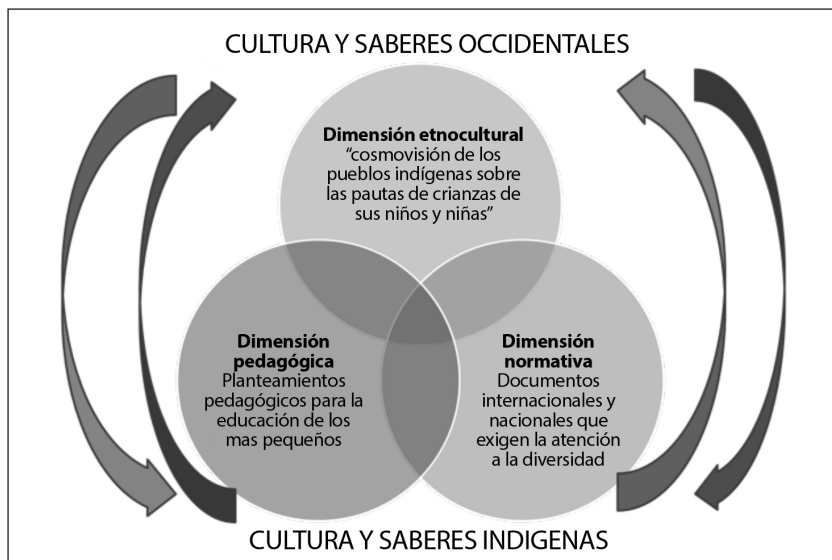 CULTURA Y SABERES OCCIDENTALES
Dimensión etnocultural
“cosmovisión de los
pueblos indígenas sobre
las pautas de crianzas de
sus niños y niñas”
Dimensión
pedagógica
Planteamientos
pedagógicos para la
educación de los
mas pequeños
Dimensión
normativa
Documentos
internacionales y
nacionales que
exigen la atención
a la diversidad
CULTURA Y SABERES INDIGENAS